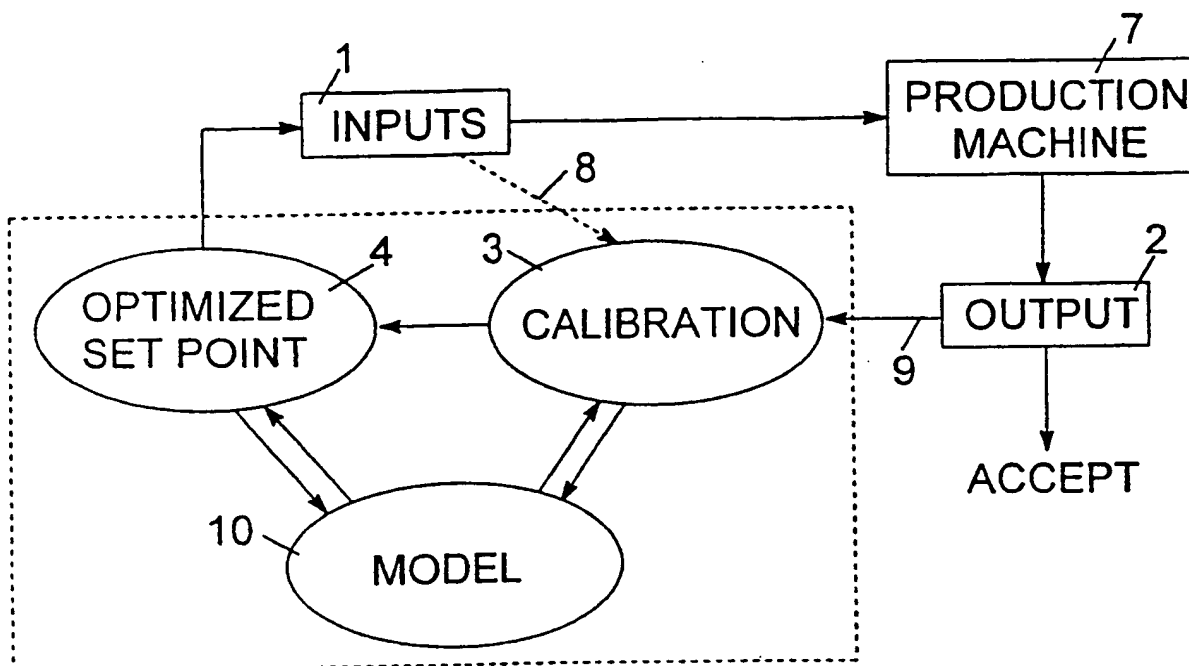 1
INPUTS
7
PRODUCTION
MACHINE
8
4
OPTIMIZED
SET POINT
3
CALIBRATION
9
2
OUTPUT
ACCEPT
10
MODEL